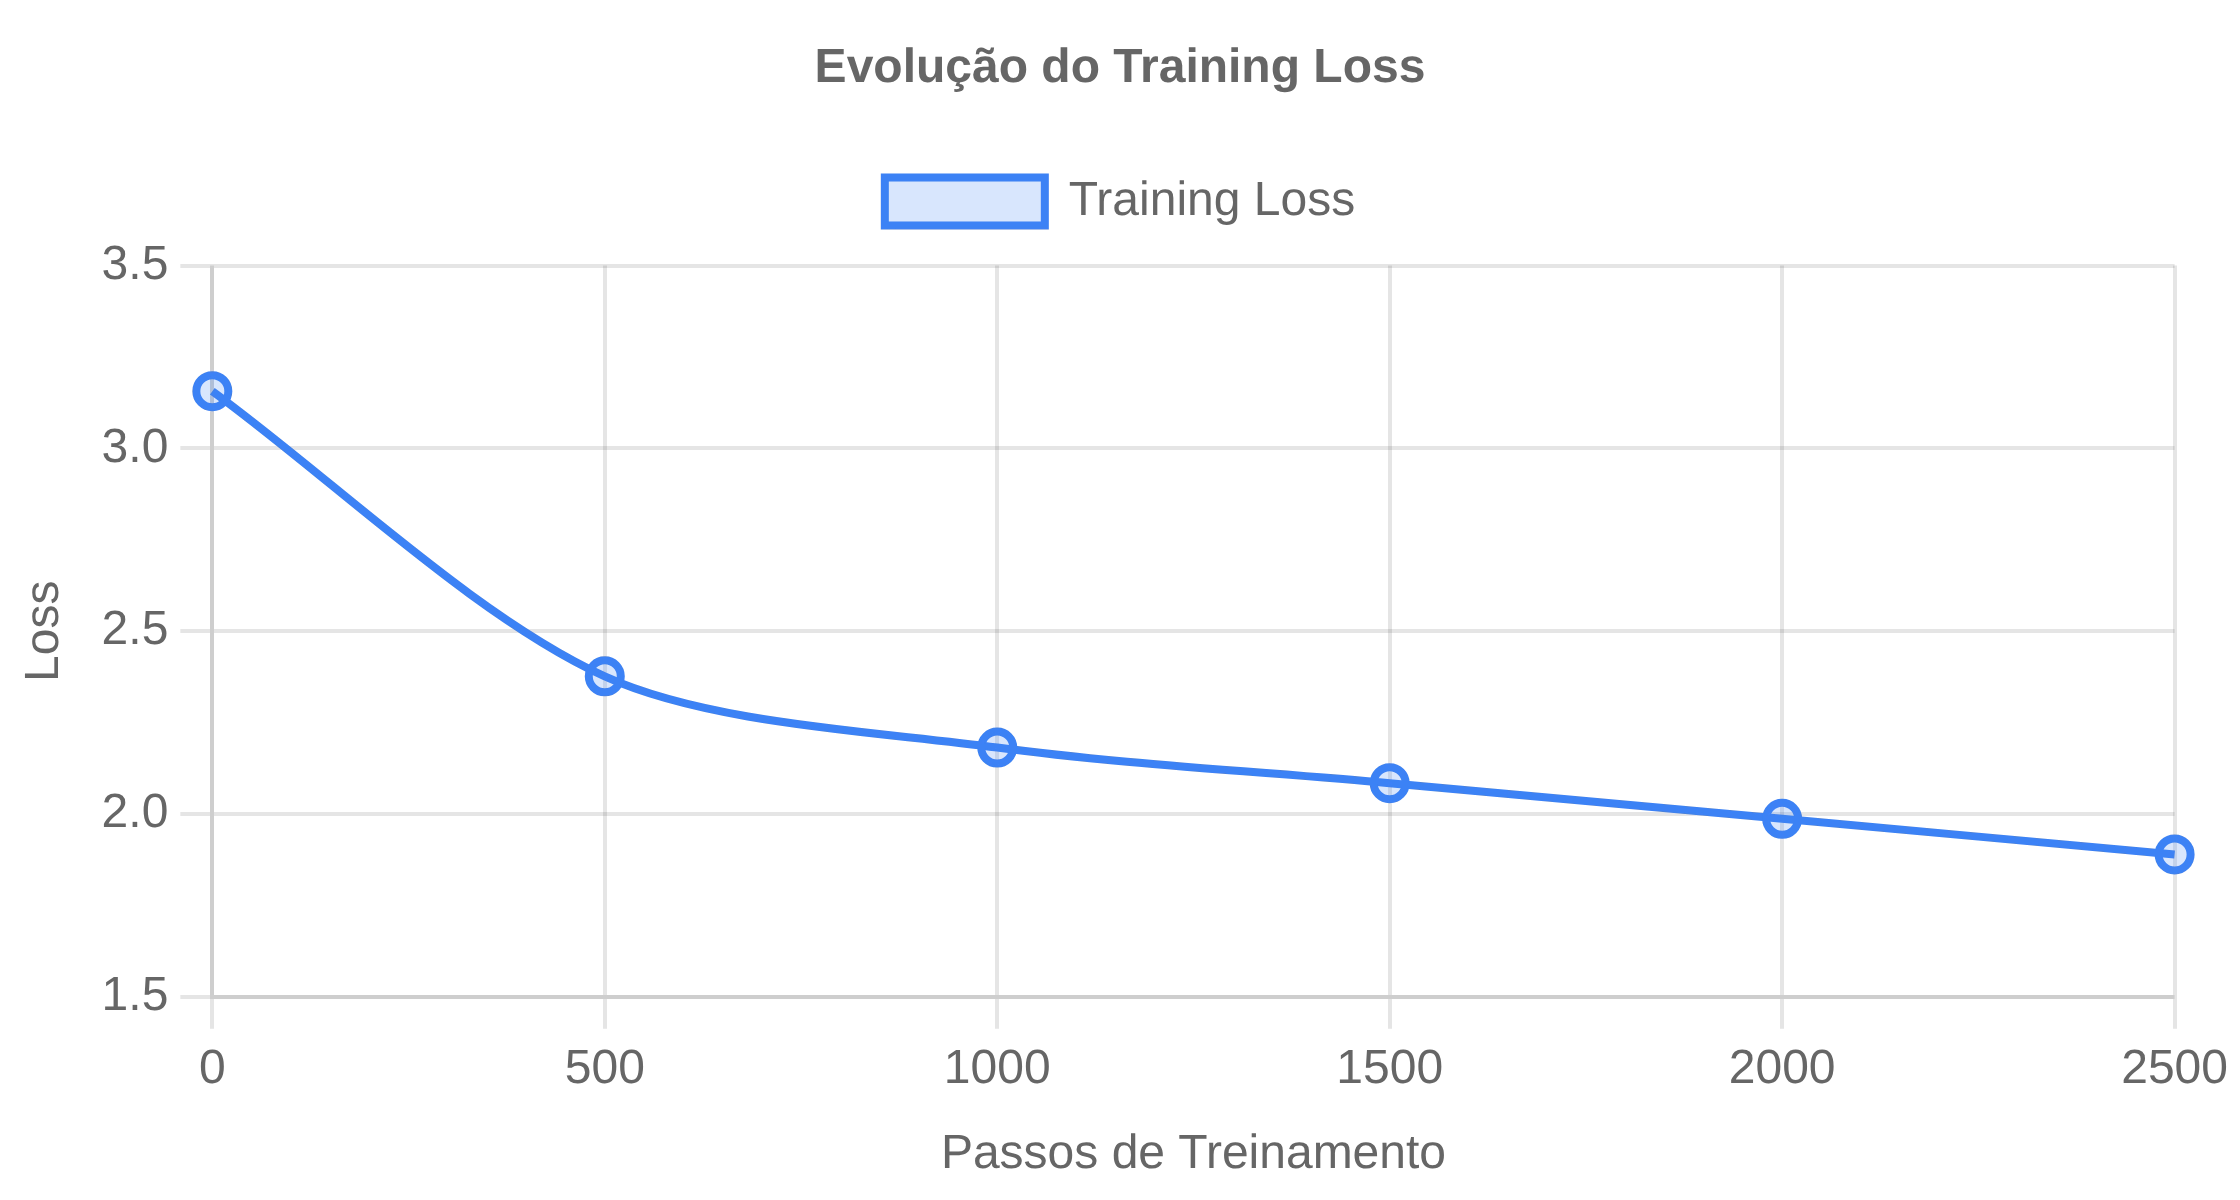 Evolução do Training Loss
Training Loss
3.5
3.0
2.5
2.0
1.5
Loss
0 500 1000 1500 2000 2500
Passos de Treinamento